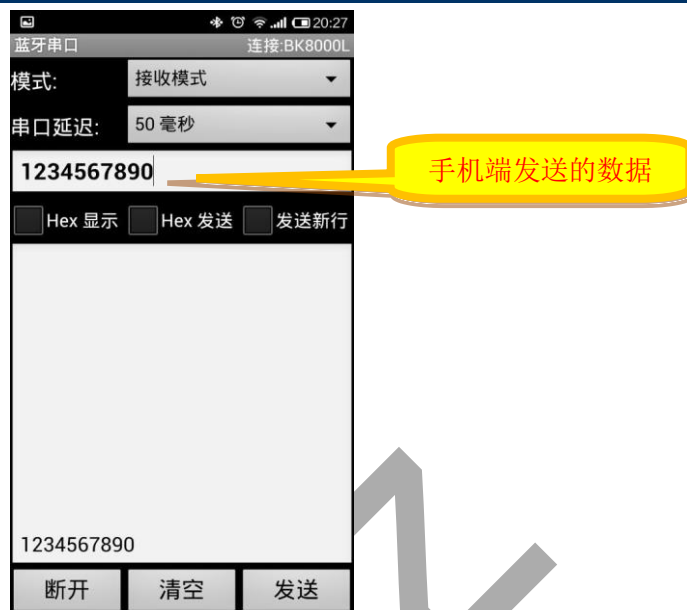 20:27
蓝牙串口 连接:BK8000L
模式: 接收模式
串口延迟: 50 毫秒
1234567890
手机端发送的数据
Hex 显示 Hex 发送 发送新行
1234567890
断开 清空 发送